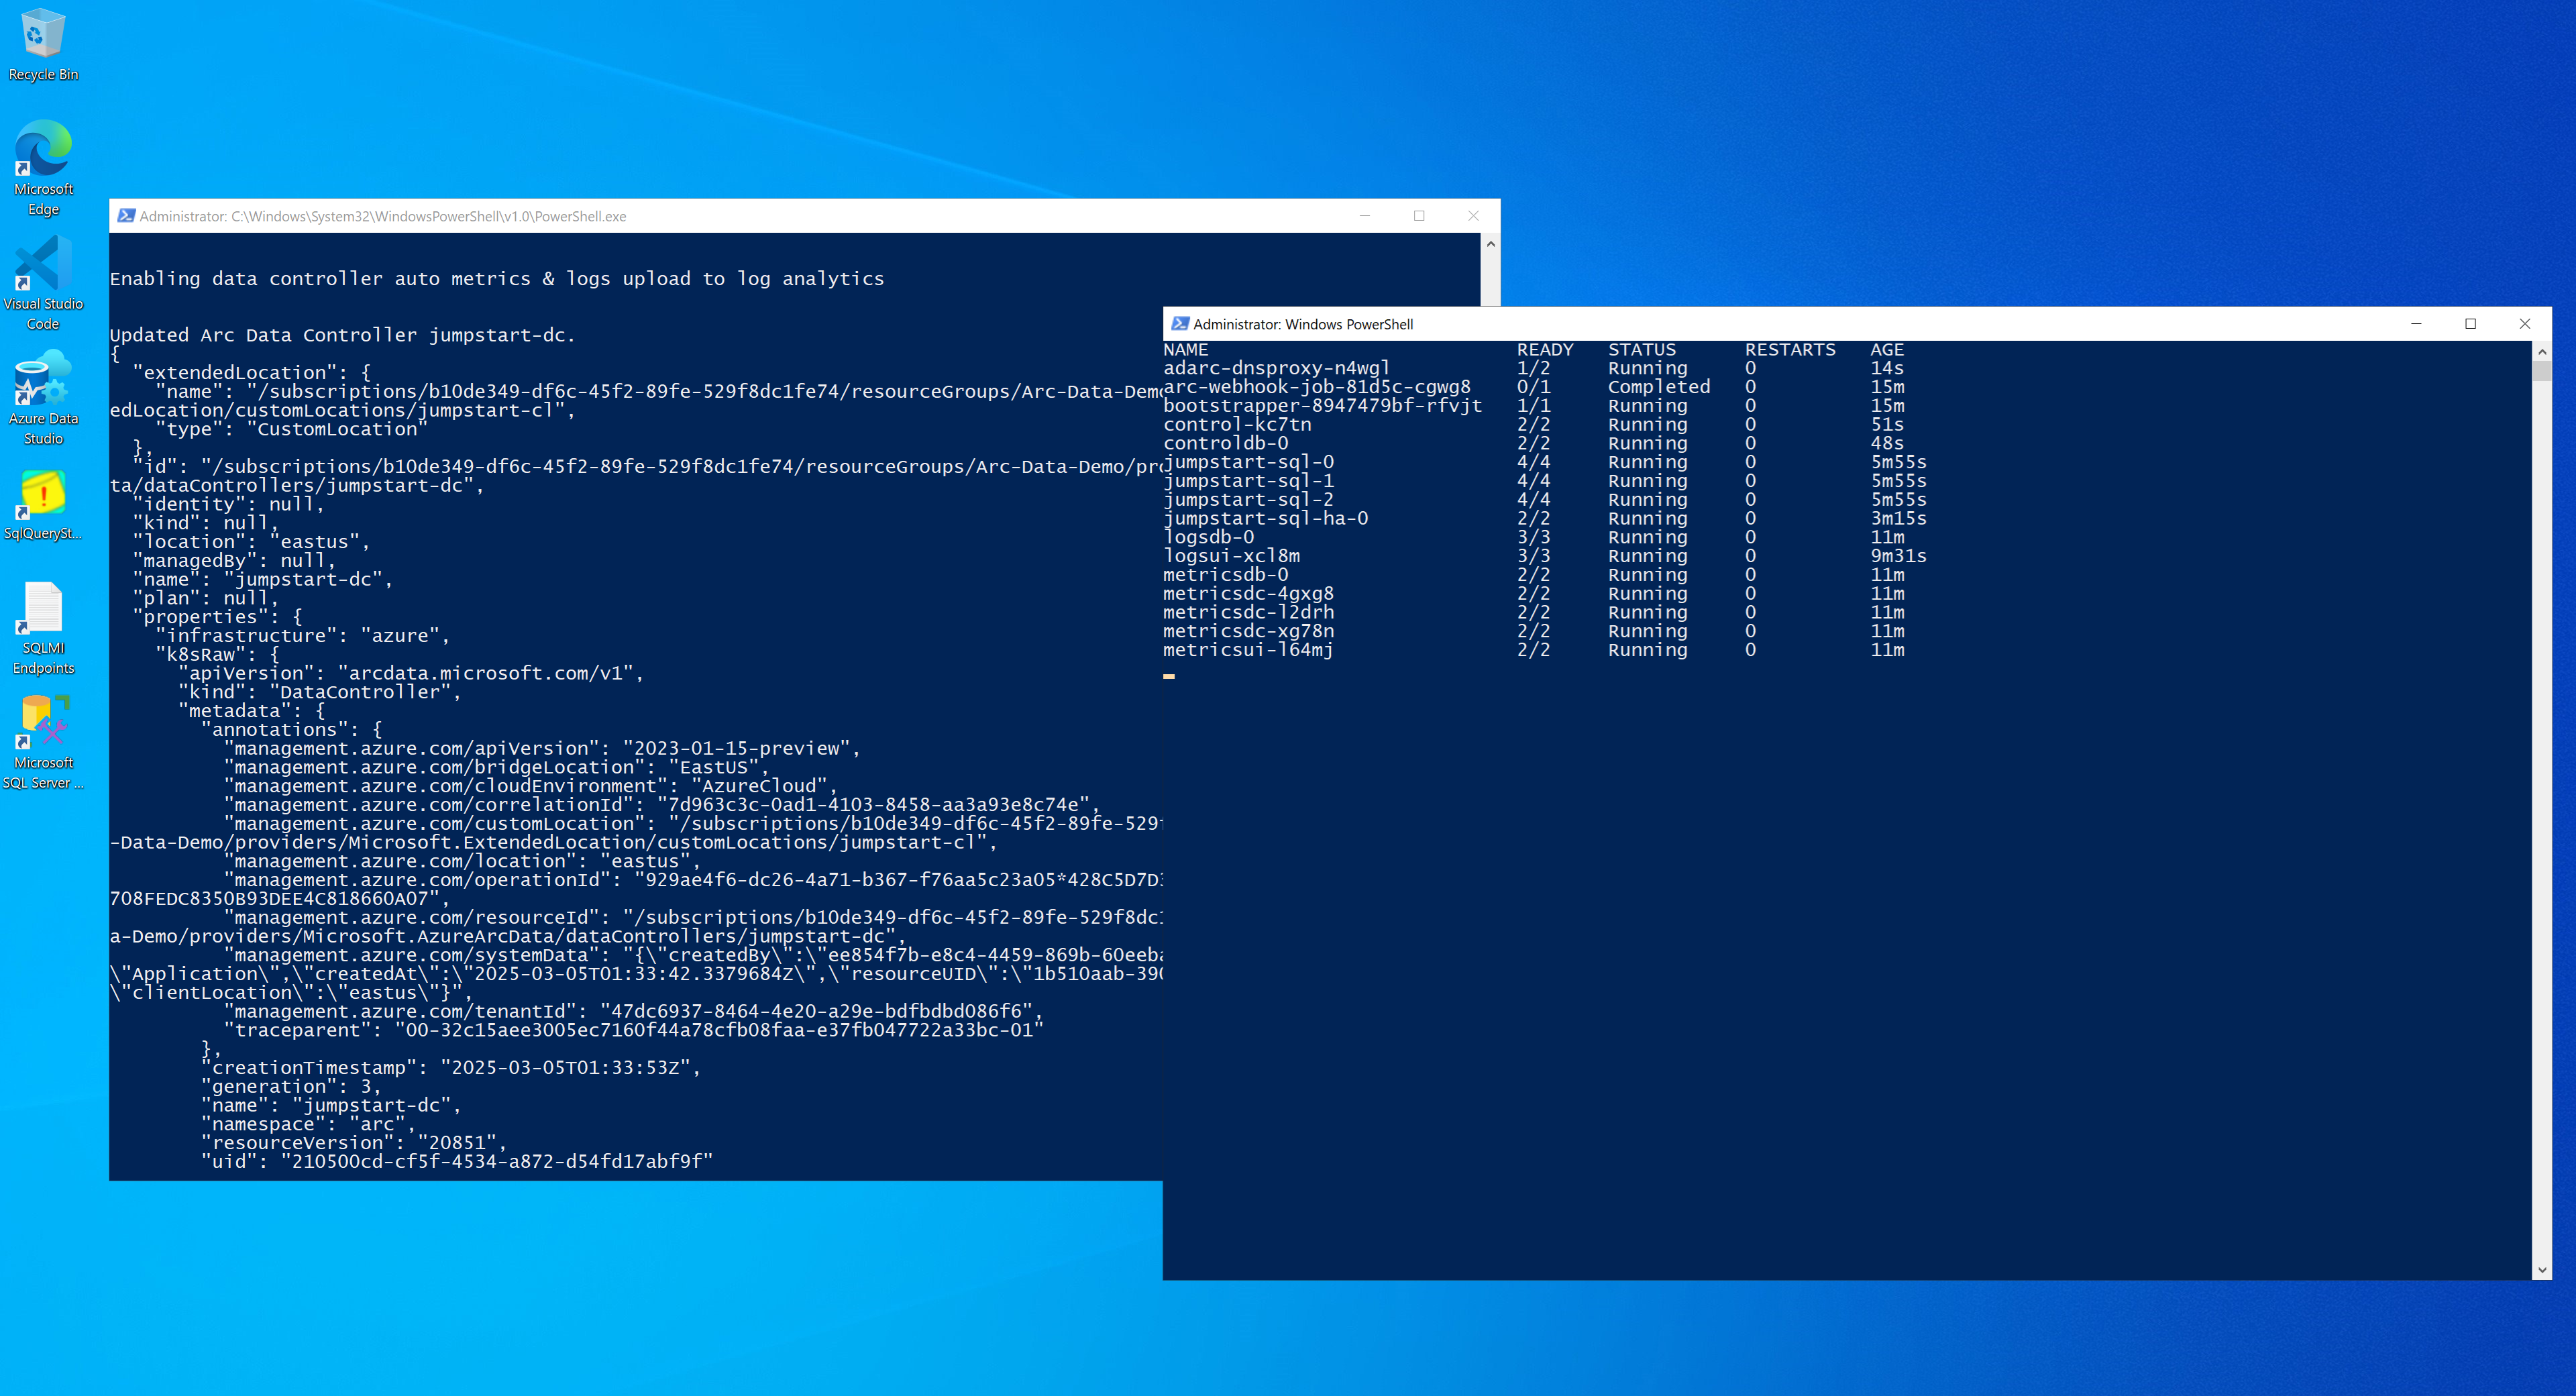 Recycle Bin
Microsoft
Edge
Visual Studio
Code
Azure Data
Studio
SqlQuerySt...
SQLMI
Endpoints
Microsoft
SQL Server ...
Administrator: C:\Windows\System32\WindowsPowerShell\v1.0\PowerShell.exe
Enabling data controller auto metrics & logs upload to log analytics
Updated Arc Data Controller jumpstart-dc.
{
  "extendedLocation": {
    "name": "/subscriptions/b10de349-df6c-45f2-89fe-529f8dc1fe74/resourceGroups/Arc-Data-Demo
edLocation/customLocations/jumpstart-cl",
    "type": "CustomLocation"
  },
  "id": "/subscriptions/b10de349-df6c-45f2-89fe-529f8dc1fe74/resourceGroups/Arc-Data-Demo/pro
ta/dataControllers/jumpstart-dc",
  "identity": null,
  "kind": null,
  "location": "eastus",
  "managedBy": null,
  "name": "jumpstart-dc",
  "plan": null,
  "properties": {
    "infrastructure": "azure",
    "k8sRaw": {
      "apiVersion": "arcdata.microsoft.com/v1",
      "kind": "DataController",
      "metadata": {
        "annotations": {
          "management.azure.com/apiVersion": "2023-01-15-preview",
          "management.azure.com/bridgeLocation": "EastUS",
          "management.azure.com/cloudEnvironment": "AzureCloud",
          "management.azure.com/correlationId": "7d963c3c-0ad1-4103-8458-aa3a93e8c74e",
          "management.azure.com/customLocation": "/subscriptions/b10de349-df6c-45f2-89fe-529f
-Data-Demo/providers/Microsoft.ExtendedLocation/customLocations/jumpstart-cl",
          "management.azure.com/location": "eastus",
          "management.azure.com/operationId": "929ae4f6-dc26-4a71-b367-f76aa5c23a05*428C5D7D3
708FEDC8350B93DEE4C818660A07",
          "management.azure.com/resourceId": "/subscriptions/b10de349-df6c-45f2-89fe-529f8dc1
a-Demo/providers/Microsoft.AzureArcData/dataControllers/jumpstart-dc",
          "management.azure.com/systemData": "{\"createdBy\":\"ee854f7b-e8c4-4459-869b-60eeba
\"Application\",\"createdAt\":\"2025-03-05T01:33:42.3379684Z\",\"resourceUID\":\"1b510aab-390
\"clientLocation\":\"eastus\"}",
          "management.azure.com/tenantId": "47dc6937-8464-4e20-a29e-bdfbdbd086f6",
          "traceparent": "00-32c15aee3005ec7160f44a78cfb08faa-e37fb047722a33bc-01"
        },
        "creationTimestamp": "2025-03-05T01:33:53Z",
        "generation": 3,
        "name": "jumpstart-dc",
        "namespace": "arc",
        "resourceVersion": "20851",
        "uid": "210500cd-cf5f-4534-a872-d54fd17abf9f"
Administrator: Windows PowerShell
NAME READY STATUS RESTARTS AGE
adarc-dnsproxy-n4wgl 1/2 Running 0 14s
arc-webhook-job-81d5c-cgwg8 0/1 Completed 0 15m
bootstrapper-8947479bf-rfvjt 1/1 Running 0 15m
control-kc7tn 2/2 Running 0 51s
controldb-0 2/2 Running 0 48s
jumpstart-sql-0 4/4 Running 0 5m55s
jumpstart-sql-1 4/4 Running 0 5m55s
jumpstart-sql-2 4/4 Running 0 5m55s
jumpstart-sql-ha-0 2/2 Running 0 3m15s
logsdb-0 3/3 Running 0 11m
logsui-xcl8m 3/3 Running 0 9m31s
metricsdb-0 2/2 Running 0 11m
metricsdc-4gxg8 2/2 Running 0 11m
metricsdc-l2drh 2/2 Running 0 11m
metricsdc-xg78n 2/2 Running 0 11m
metricsui-l64mj 2/2 Running 0 11m